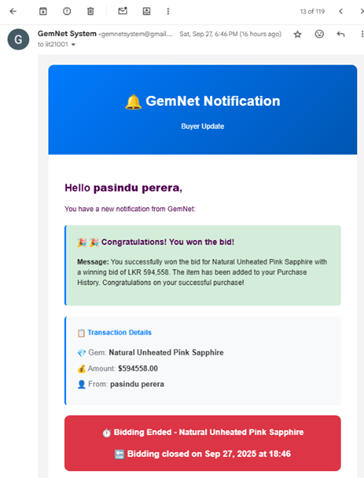 13 of 119
G
GemNet System <gemnetsystem@gmail.... Sat, Sep 27, 6:46 PM (16 hours ago)
to iit21001
🔔 GemNet Notification
Buyer Update
Hello pasindu perera,
You have a new notification from GemNet:
🎉 🎉 Congratulations! You won the bid!
Message: You successfully won the bid for Natural Unheated Pink Sapphire with
a winning bid of LKR 594,558. The item has been added to your Purchase
History. Congratulations on your successful purchase!
📋 Transaction Details
💎 Gem: Natural Unheated Pink Sapphire
💰 Amount: $594558.00
👤 From: pasindu perera
⏱️ Bidding Ended - Natural Unheated Pink Sapphire
🔚 Bidding closed on Sep 27, 2025 at 18:46